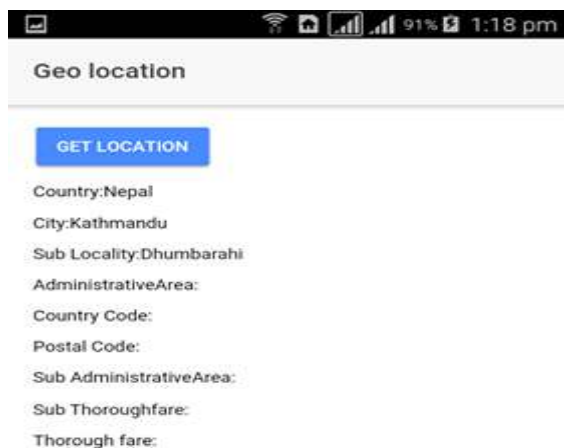 91% 1:18 pm
Geo location
GET LOCATION
Country:Nepal
City:Kathmandu
Sub Locality:Dhumbarahi
AdministrativeArea:
Country Code:
Postal Code:
Sub AdministrativeArea:
Sub Thoroughfare:
Thorough fare: